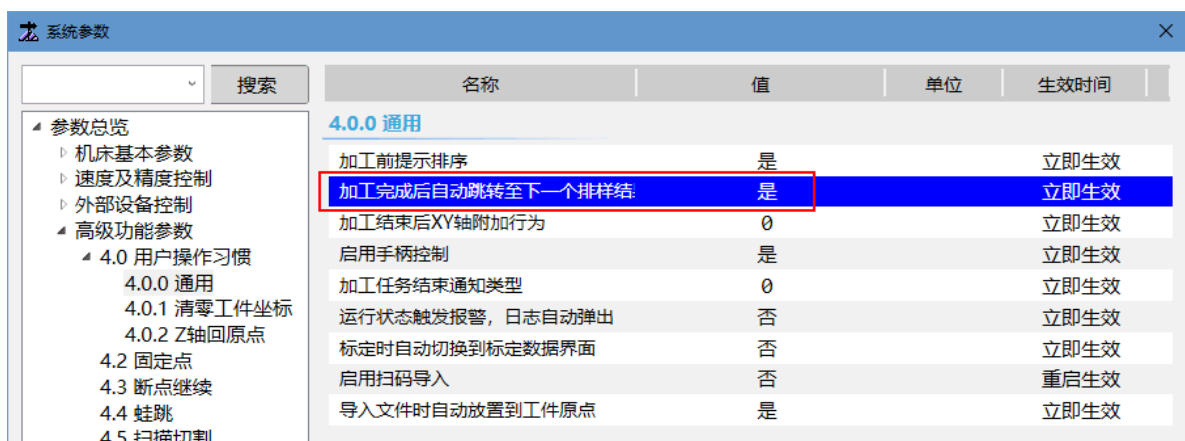 系统参数
搜索
参数总览
机床基本参数
速度及精度控制
外部设备控制
高级功能参数
4.0 用户操作习惯
4.0.0 通用
4.0.1 清零工件坐标
4.0.2 Z轴回原点
4.2 固定点
4.3 断点继续
4.4 蛙跳
4.5 扫描切割
名称 值 单位 生效时间
4.0.0 通用
加工前提示排序 是 立即生效
加工完成后自动跳转至下一个排样结 是 立即生效
加工结束后XY轴附加行为 0 立即生效
启用手柄控制 是 立即生效
加工任务结束通知类型 0 立即生效
运行状态触发报警，日志自动弹出 否 立即生效
标定时自动切换到标定数据界面 否 立即生效
启用扫码导入 否 重启生效
导入文件时自动放置到工件原点 是 立即生效